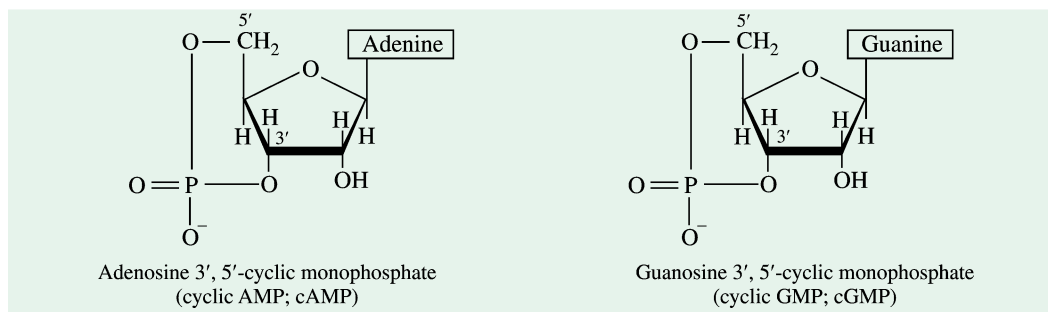 5′
O — CH2
Adenine
O
H
H
3′
H
H
O = P — O
OH
O−
Adenosine 3′, 5′-cyclic monophosphate
(cyclic AMP; cAMP)
5′
O — CH2
Guanine
O
H
H
3′
H
H
O = P — O
OH
O−
Guanosine 3′, 5′-cyclic monophosphate
(cyclic GMP; cGMP)